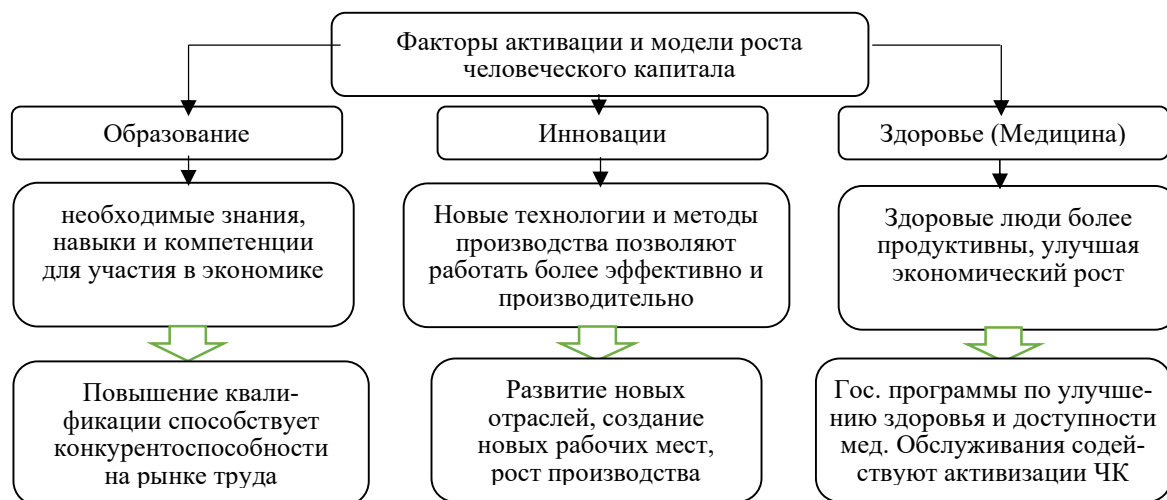 Факторы активации и модели роста
человеческого капитала
Образование
Инновации
Здоровье (Медицина)
необходимые знания,
навыки и компетенции
для участия в экономике
Новые технологии и методы
производства позволяют
работать более эффективно и
производительно
Здоровые люди более
продуктивны, улучшая
экономический рост
Повышение квали-
фикации способствует
конкурентоспособности
на рынке труда
Развитие новых
отраслей, создание
новых рабочих мест,
рост производства
Гос. программы по улучше-
нию здоровья и доступности
мед. Обслуживания содей-
ствуют активизации ЧК